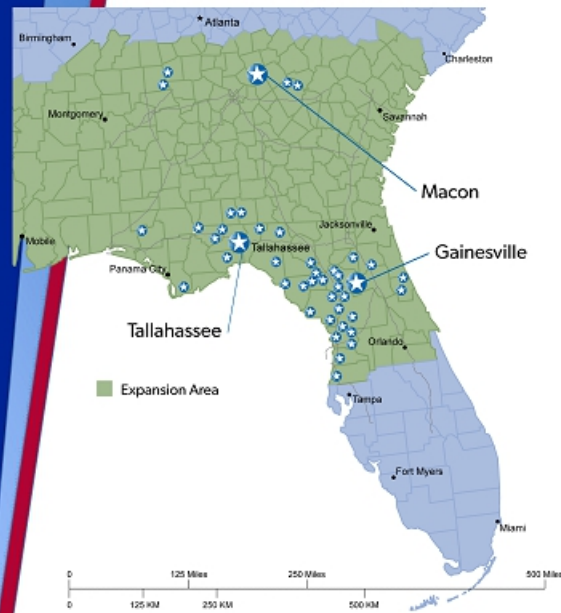 Atlanta
Birmingham
Charleston
Montgomery
Savannah
Macon
Jacksonville
Mobile
Tallahassee
Gainesville
Panama City
Tallahassee
Orlando
Expansion Area
Tampa
Fort Myers
Miami
0 125 Miles 250 Miles 500 Miles
0 125 KM 250 KM 500 KM